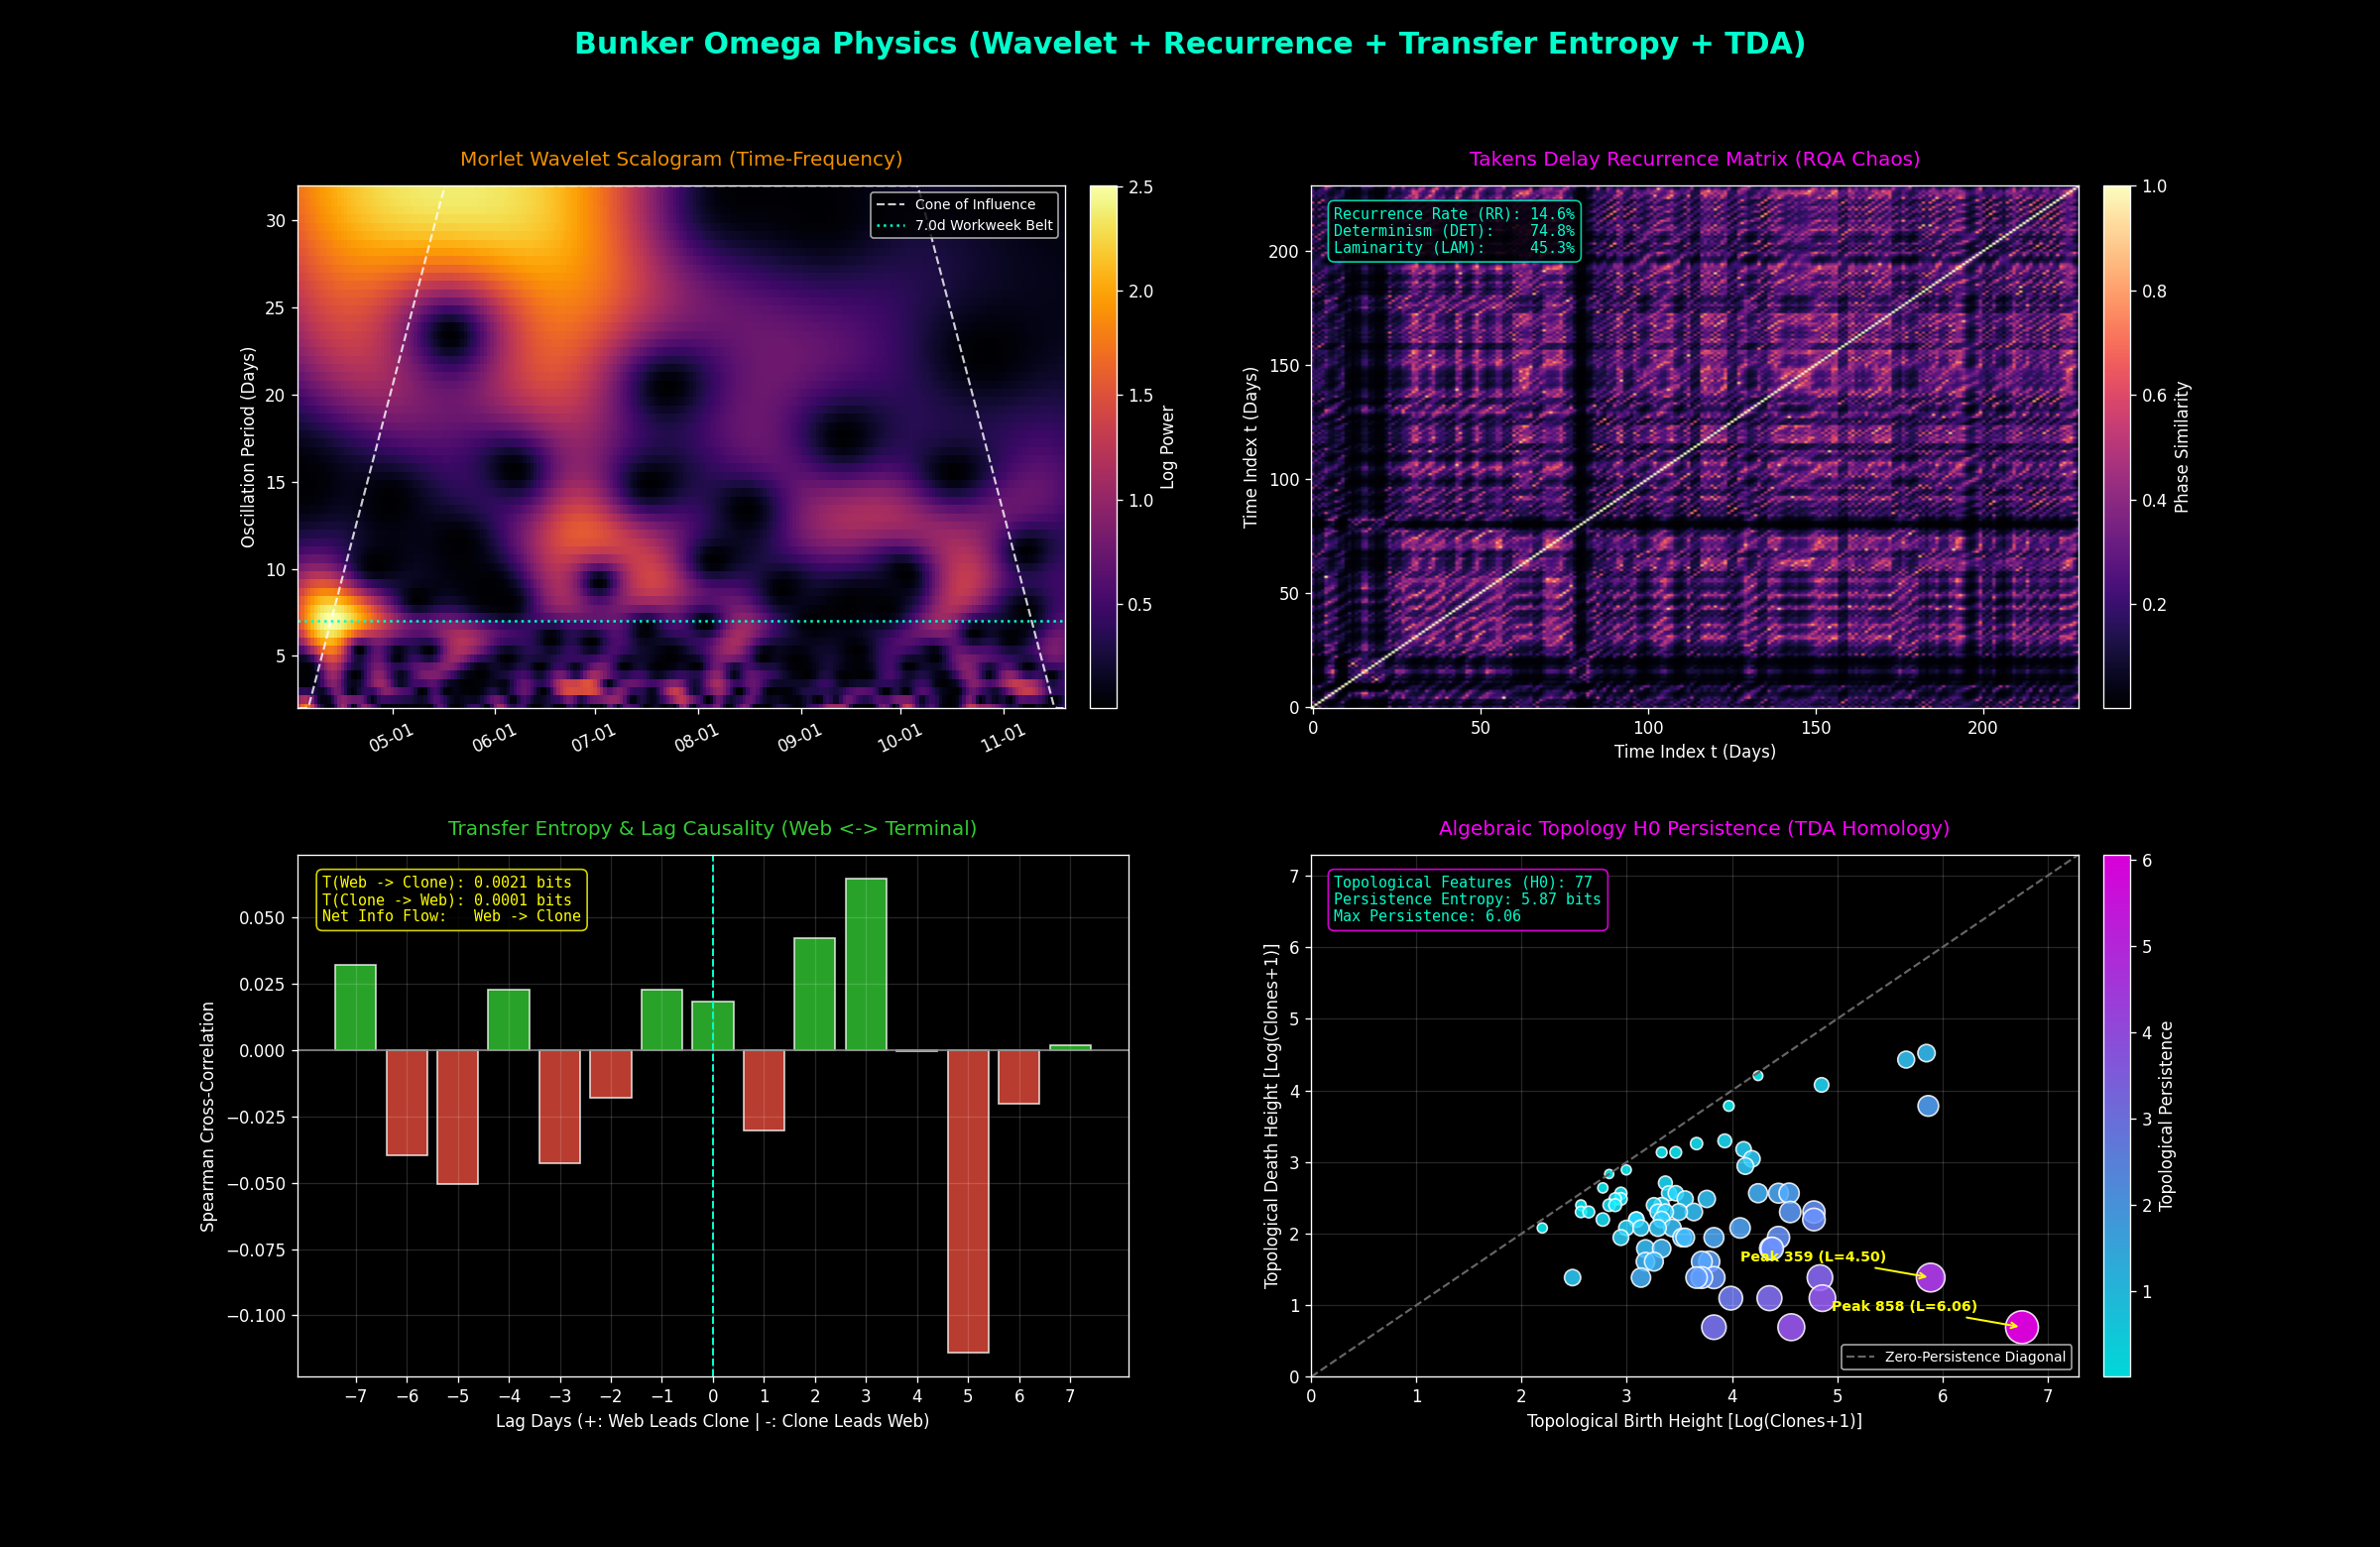 Bunker Omega Physics (Wavelet + Recurrence + Transfer Entropy + TDA)
Morlet Wavelet Scalogram (Time-Frequency)
Cone of Influence
7.0d Workweek Belt
Oscillation Period (Days)
30
25
20
15
10
5
05-01
06-01
07-01
08-01
09-01
10-01
11-01
2.5
2.0
1.5
1.0
0.5
Log Power
Takens Delay Recurrence Matrix (RQA Chaos)
Recurrence Rate (RR): 14.6%
Determinism (DET): 74.8%
Laminarity (LAM): 45.3%
Time Index t (Days)
200
150
100
50
0
0
50
100
150
200
Time Index t (Days)
1.0
0.8
0.6
0.4
0.2
Phase Similarity
Transfer Entropy & Lag Causality (Web <-> Terminal)
T(Web -> Clone): 0.0021 bits
T(Clone -> Web): 0.0001 bits
Net Info Flow: Web -> Clone
Spearman Cross-Correlation
0.050
0.025
0.000
−0.025
−0.050
−0.075
−0.100
−7
−6
−5
−4
−3
−2
−1
0
1
2
3
4
5
6
7
Lag Days (+: Web Leads Clone | -: Clone Leads Web)
Algebraic Topology H0 Persistence (TDA Homology)
Topological Features (H0): 77
Persistence Entropy: 5.87 bits
Max Persistence: 6.06
Topological Death Height [Log(Clones+1)]
7
6
5
4
3
2
1
0
Peak 359 (L=4.50)
Peak 858 (L=6.06)
Zero-Persistence Diagonal
0
1
2
3
4
5
6
7
Topological Birth Height [Log(Clones+1)]
6
5
4
3
2
1
Topological Persistence